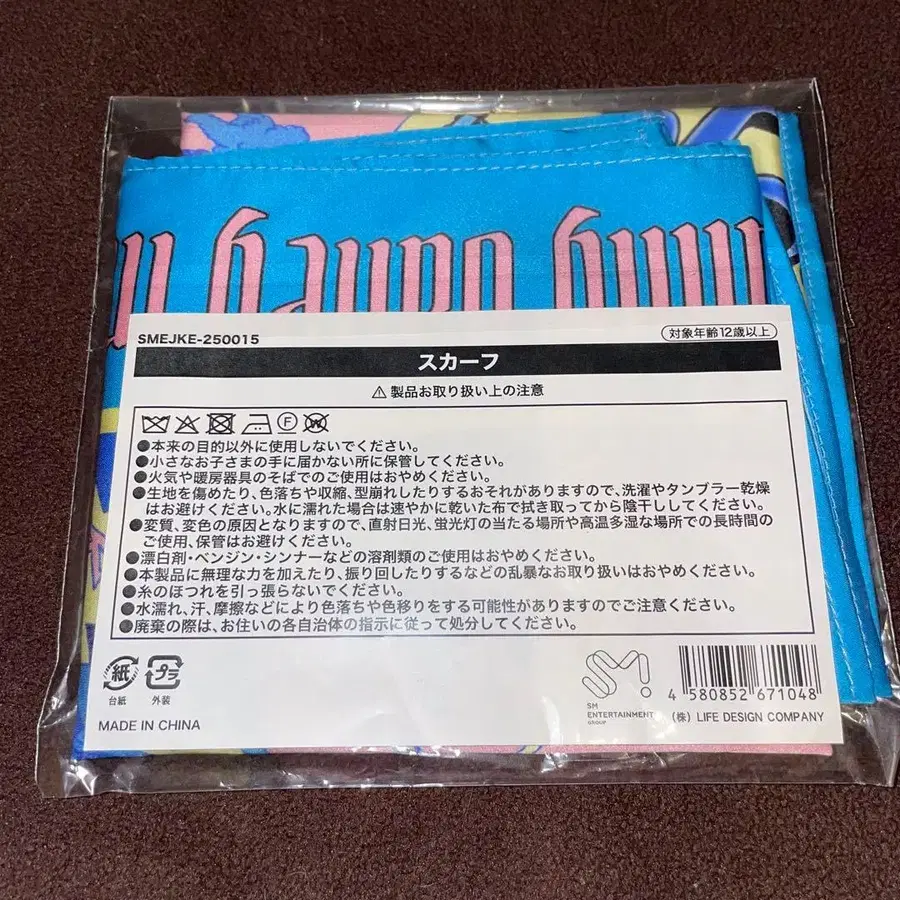 SMEJKE-250015
対象年齢12歳以上
スカーフ
⚠製品お取り扱い上の注意
●本来の目的以外に使用しないでください。
●小さなお子さまの手に届かない所に保管してください。
●火気や暖房器具のそばでのご使用はおやめください。
●生地を傷めたり、色落ちや収縮、型崩れしたりするおそれがありますので、洗濯やタンブラー乾燥
はお避けください。水に濡れた場合は速やかに乾いた布で拭き取ってから陰干ししてください。
●変質、変色の原因となりますので、直射日光、蛍光灯の当たる場所や高温多湿な場所での長時間の
ご使用、保管はお避けください。
●漂白剤・ベンジン・シンナーなどの溶剤類のご使用はおやめください。
●本製品に無理な力を加えたり、振り回したりするなどの乱暴なお取り扱いはおやめください。
●糸のほつれを引っ張らないでください。
●水濡れ、汗、摩擦などにより色落ちや色移りをする可能性がありますのでご注意ください。
●廃棄の際は、お住いの各自治体の指示に従って処分してください。
紙
台紙
プラ
外装
MADE IN CHINA
SM
SM
ENTERTAINMENT
GROUP
4 580852 671048
(株) LIFE DESIGN COMPANY